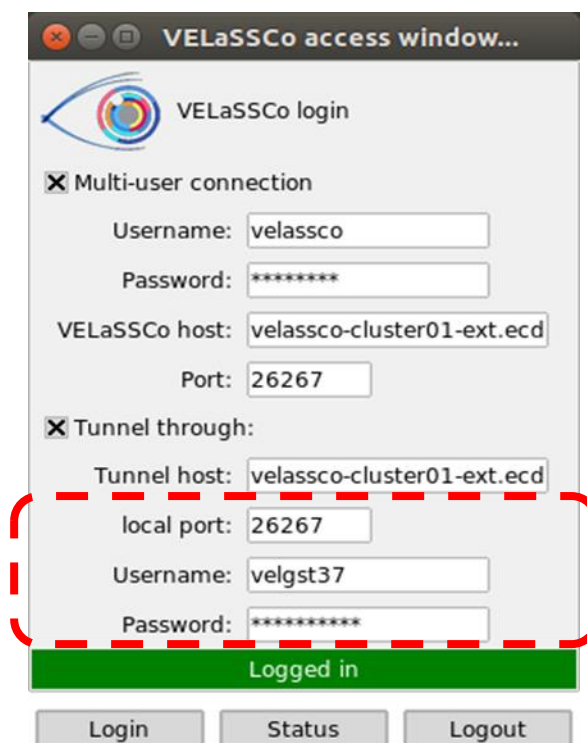 VELaSSCo access window...
VELaSSCo login
Multi-user connection
Username: velassco
Password: ********
VELaSSCo host: velassco-cluster01-ext.ecd
Port: 26267
Tunnel through:
Tunnel host: velassco-cluster01-ext.ecd
local port: 26267
Username: velgst37
Password: **********
Logged in
Login Status Logout